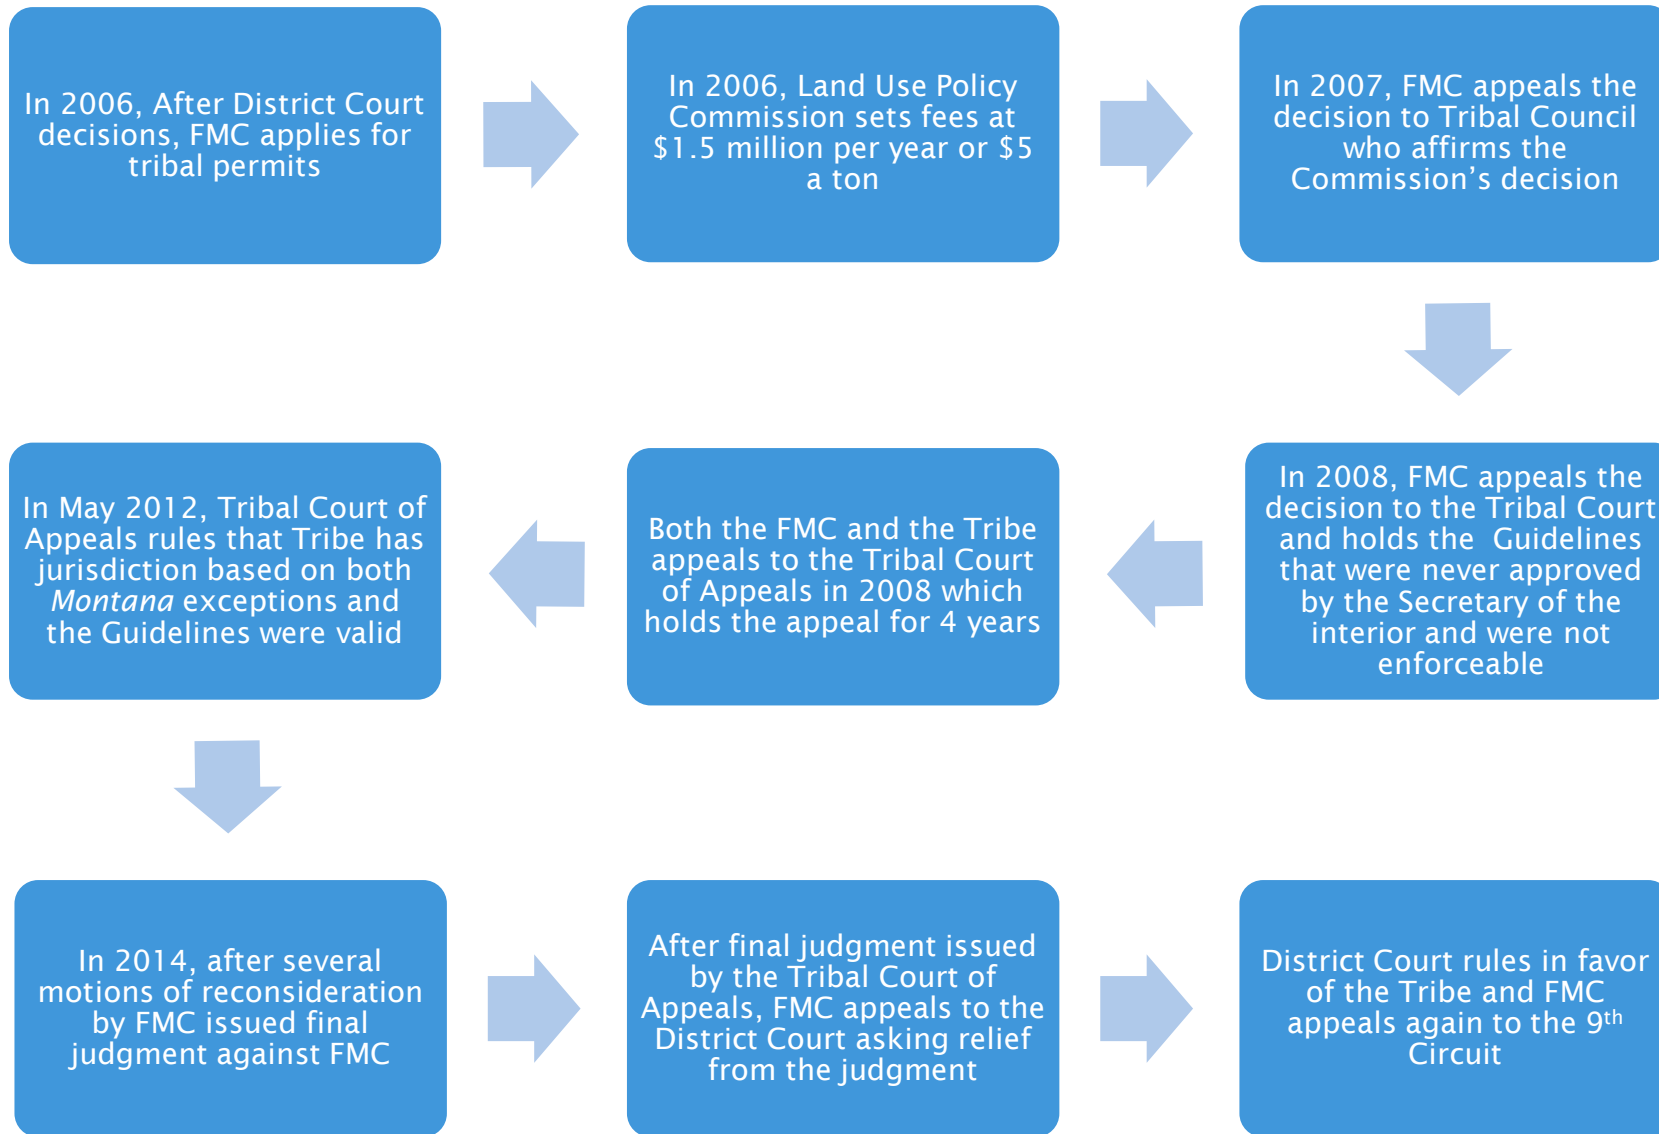 In 2006, After District Court
decisions, FMC applies for
tribal permits
In 2006, Land Use Policy
Commission sets fees at
$1.5 million per year or $5
a ton
In 2007, FMC appeals the
decision to Tribal Council
who affirms the
Commission’s decision
In 2008, FMC appeals the
decision to the Tribal Court
and holds the Guidelines
that were never approved
by the Secretary of the
interior and were not
enforceable
Both the FMC and the Tribe
appeals to the Tribal Court
of Appeals in 2008 which
holds the appeal for 4 years
In May 2012, Tribal Court of
Appeals rules that Tribe has
jurisdiction based on both
Montana exceptions and
the Guidelines were valid
In 2014, after several
motions of reconsideration
by FMC issued final
judgment against FMC
After final judgment issued
by the Tribal Court of
Appeals, FMC appeals to the
District Court asking relief
from the judgment
District Court rules in favor
of the Tribe and FMC
appeals again to the 9th
Circuit